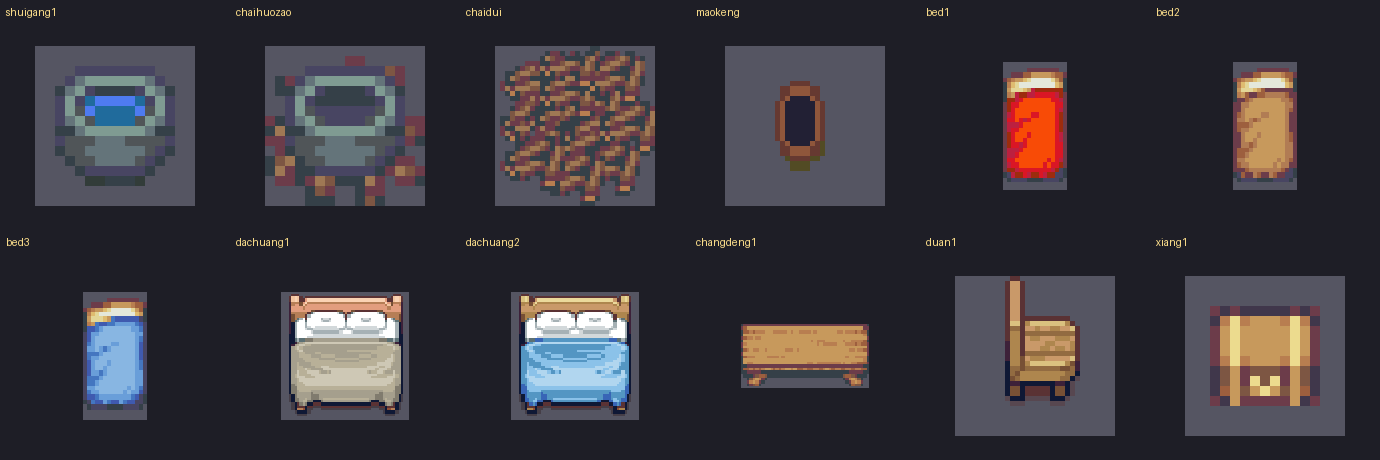 shuigang1
chaihuozao
chaidui
maokeng
bed1
bed2
bed3
dachuang1
dachuang2
changdeng1
duan1
xiang1